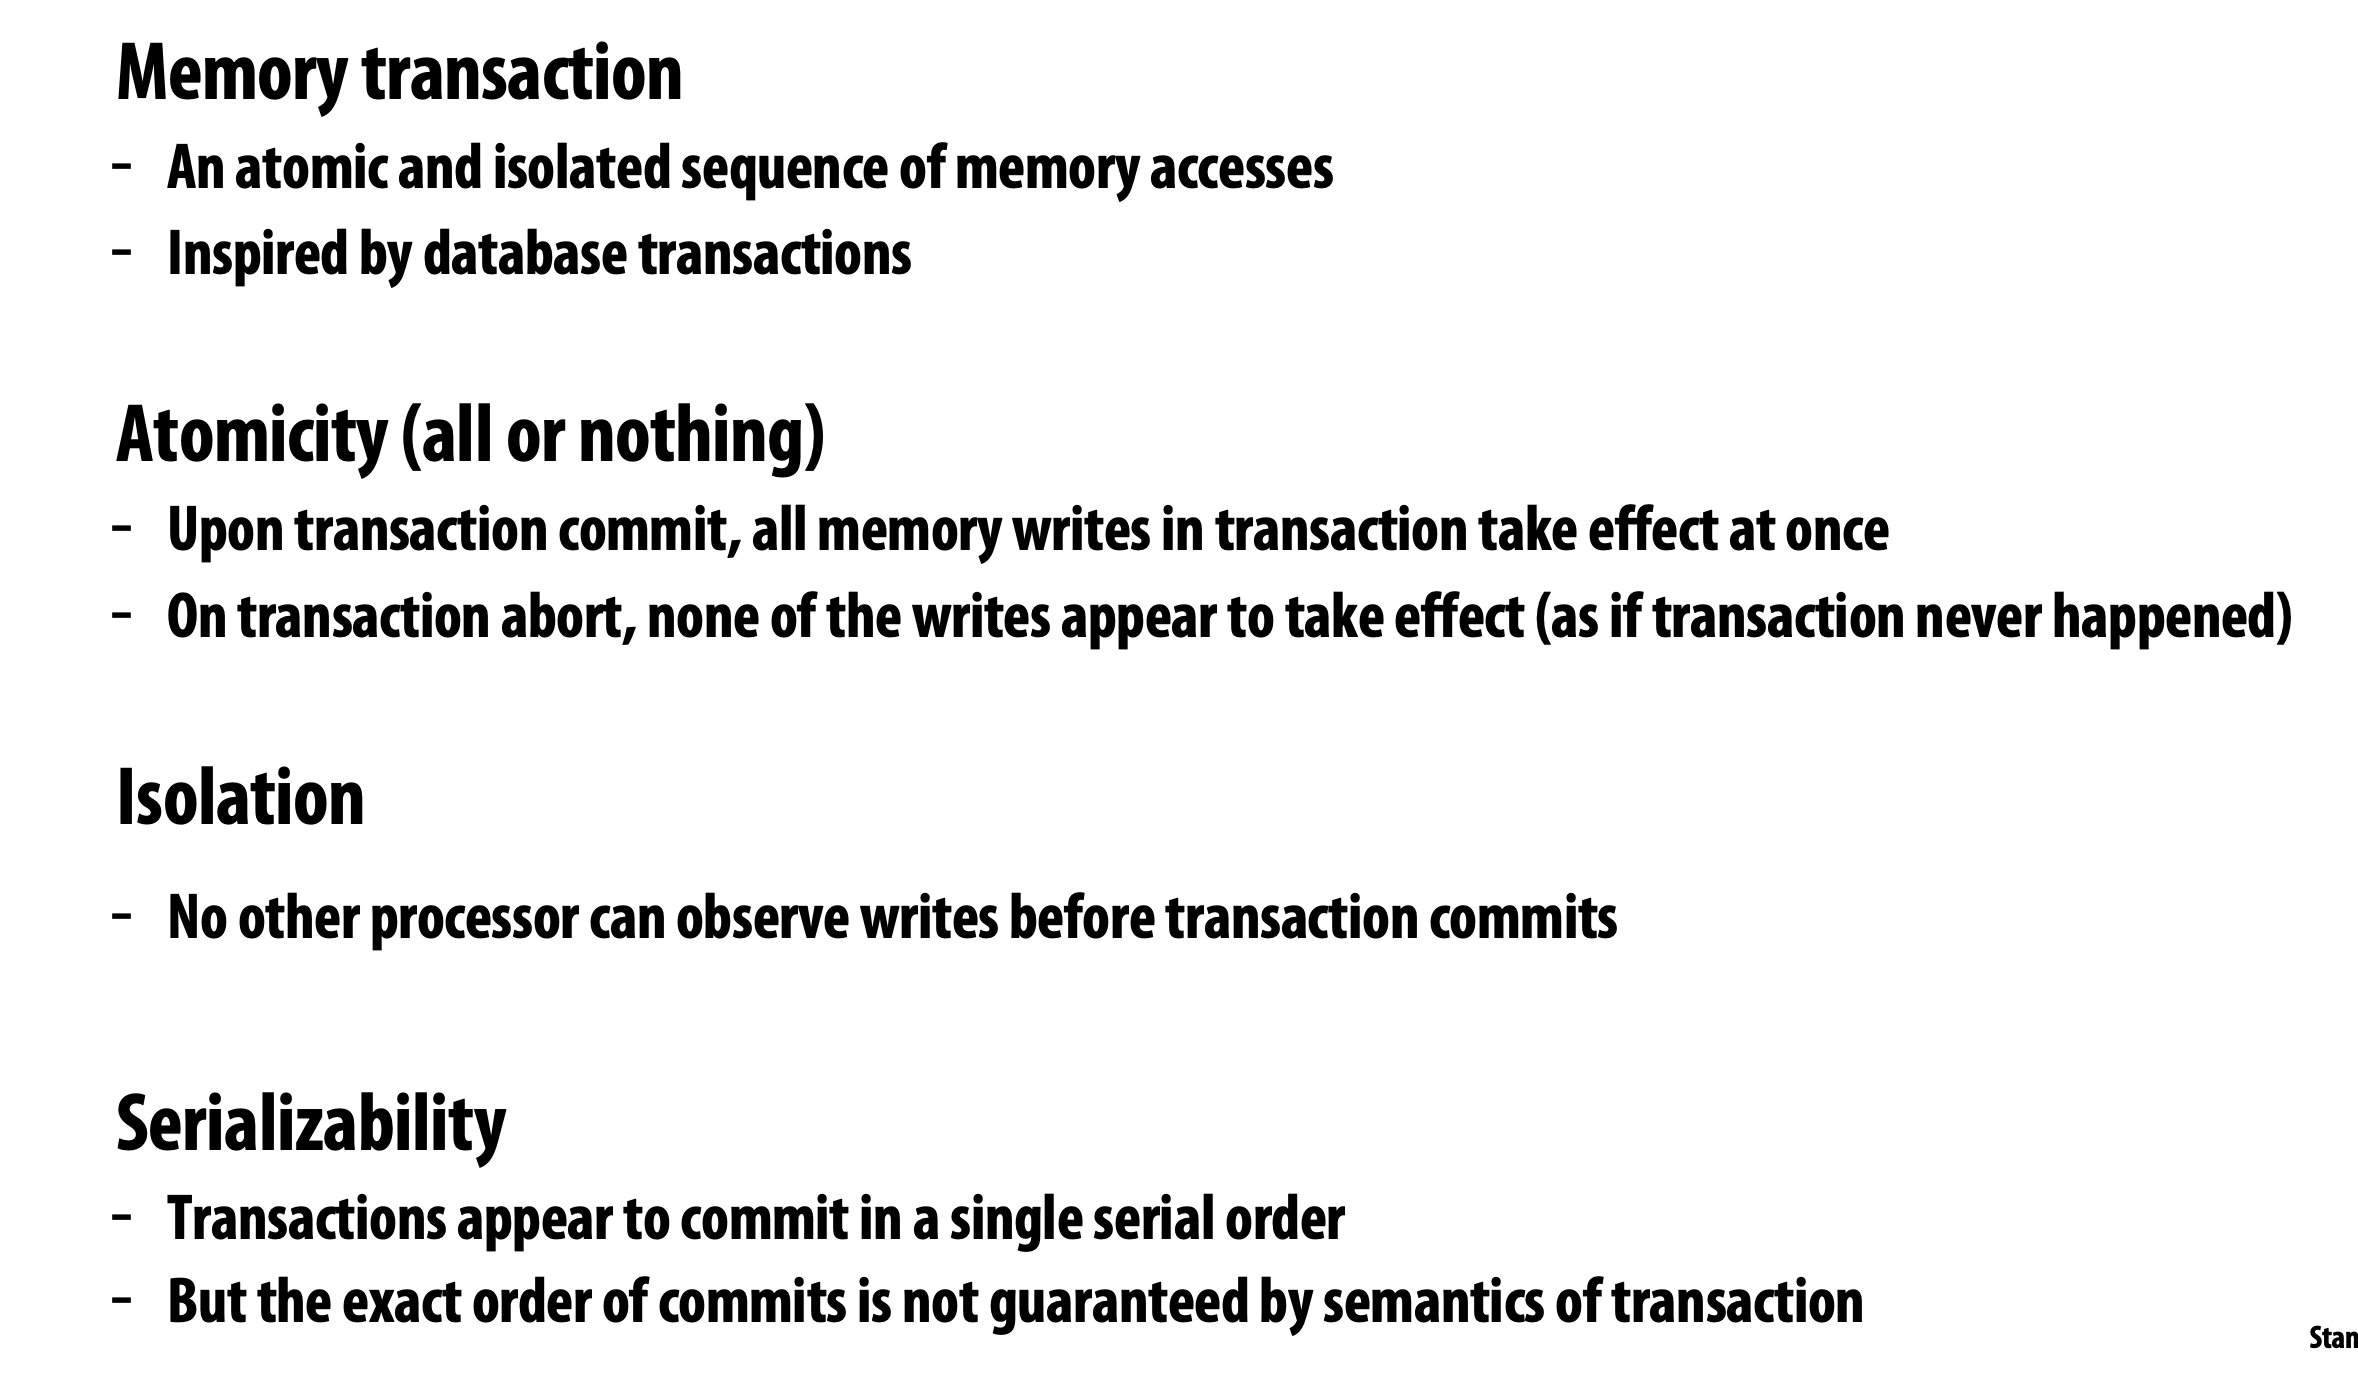 Memory transaction
– An atomic and isolated sequence of memory accesses
– Inspired by database transactions
Atomicity (all or nothing)
– Upon transaction commit, all memory writes in transaction take effect at once
– On transaction abort, none of the writes appear to take effect (as if transaction never happened)
Isolation
– No other processor can observe writes before transaction commits
Serializability
– Transactions appear to commit in a single serial order
– But the exact order of commits is not guaranteed by semantics of transaction
Stan